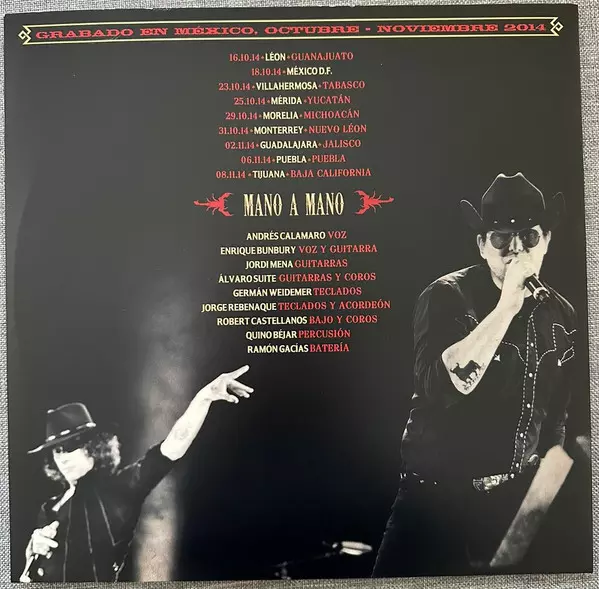 GRABADO EN MÉXICO, OCTUBRE - NOVIEMBRE 2014
16.10.14•LÉON•GUANAJUATO
18.10.14•MÉXICO D.F.
23.10.14•VILLAHERMOSA•TABASCO
25.10.14•MÉRIDA•YUCATÁN
29.10.14•MORELIA•MICHOACÁN
31.10.14•MONTERREY•NUEVO LÉON
02.11.14•GUADALAJARA•JALISCO
06.11.14•PUEBLA•PUEBLA
08.11.14•TIJUANA•BAJA CALIFORNIA
MANO A MANO
ANDRÉS CALAMARO VOZ
ENRIQUE BUNBURY VOZ Y GUITARRA
JORDI MENA GUITARRAS
ÁLVARO SUITE GUITARRAS Y COROS
GERMÁN WEIDEMER TECLADOS
JORGE REBENAQUE TECLADOS Y ACORDEÓN
ROBERT CASTELLANOS BAJO Y COROS
QUINO BÉJAR PERCUSIÓN
RAMÓN GACÍAS BATERÍA